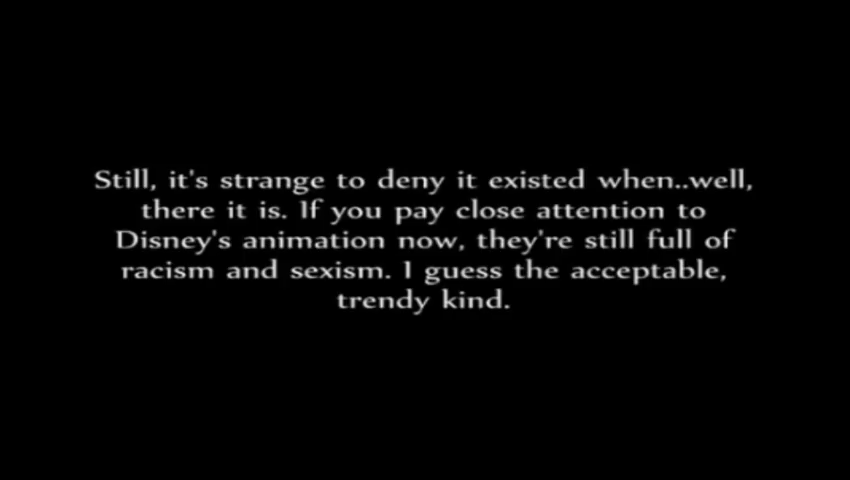 Still, it's strange to deny it existed when..well,
there it is. If you pay close attention to
Disney's animation now, they're still full of
racism and sexism. I guess the acceptable,
trendy kind.